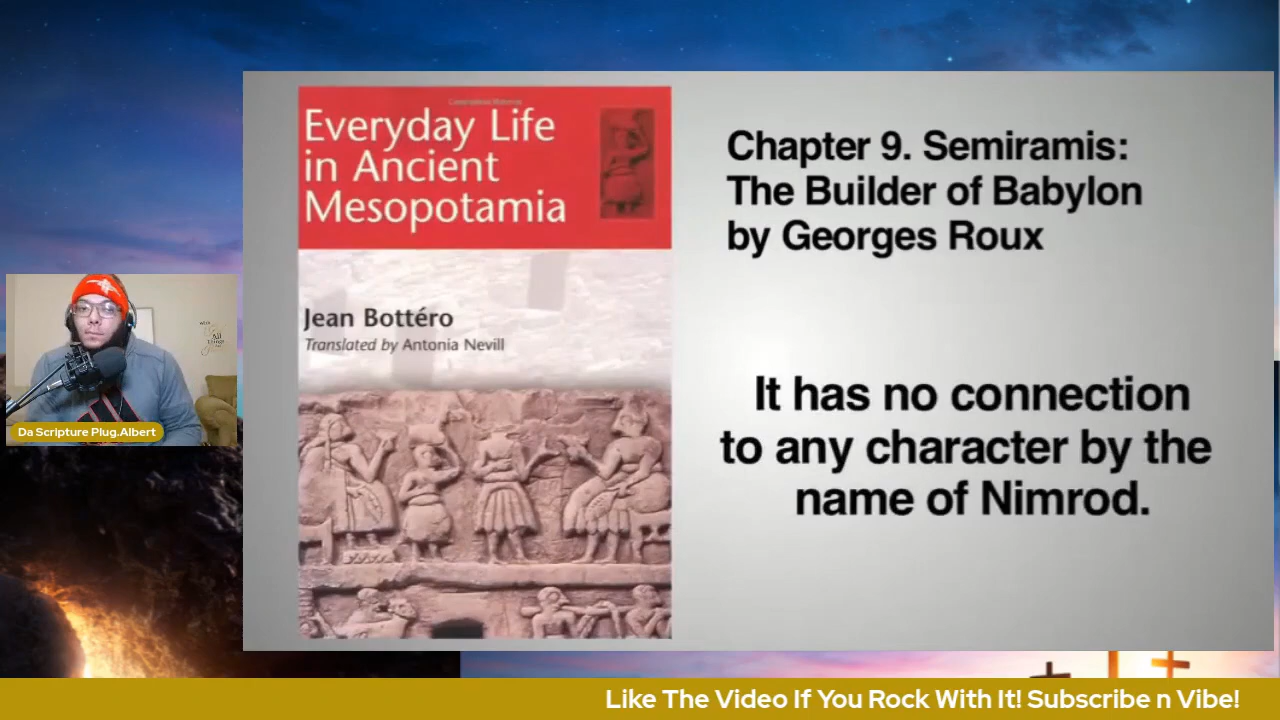 Everyday Life
in Ancient
Mesopotamia
Jean Bottéro
Translated by Antonia Nevill
Chapter 9. Semiramis:
The Builder of Babylon
by Georges Roux
It has no connection
to any character by the
name of Nimrod.
Da Scripture Plug.Albert
Like The Video If You Rock With It! Subscribe n Vibe!